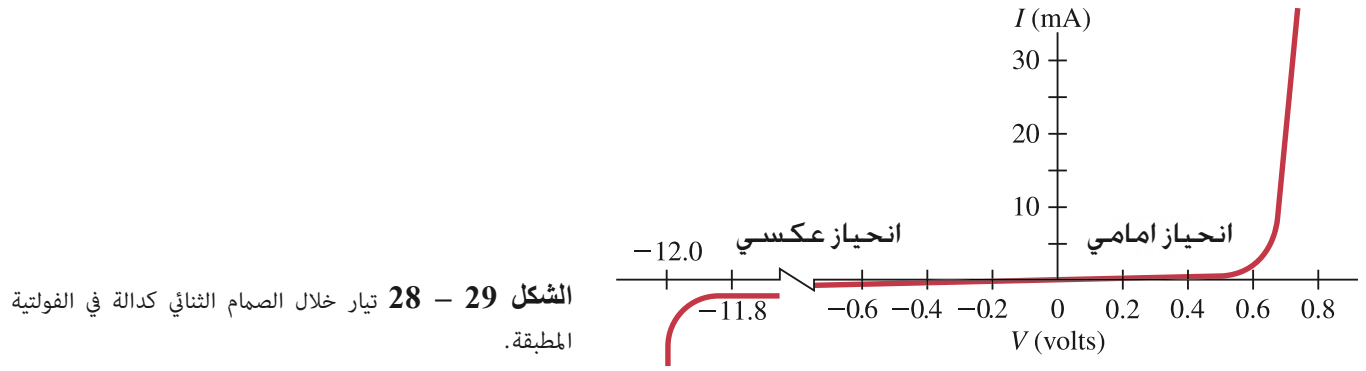 I (mA)
30
20
10
انحياز عكسي
انحياز امامي
−12.0
−11.8
−0.6 −0.4 −0.2 0 0.2 0.4 0.6 0.8
V (volts)
الشكل 29 – 28 تيار خلال الصمام الثنائي كدالة في الفولتية
المطبقة.